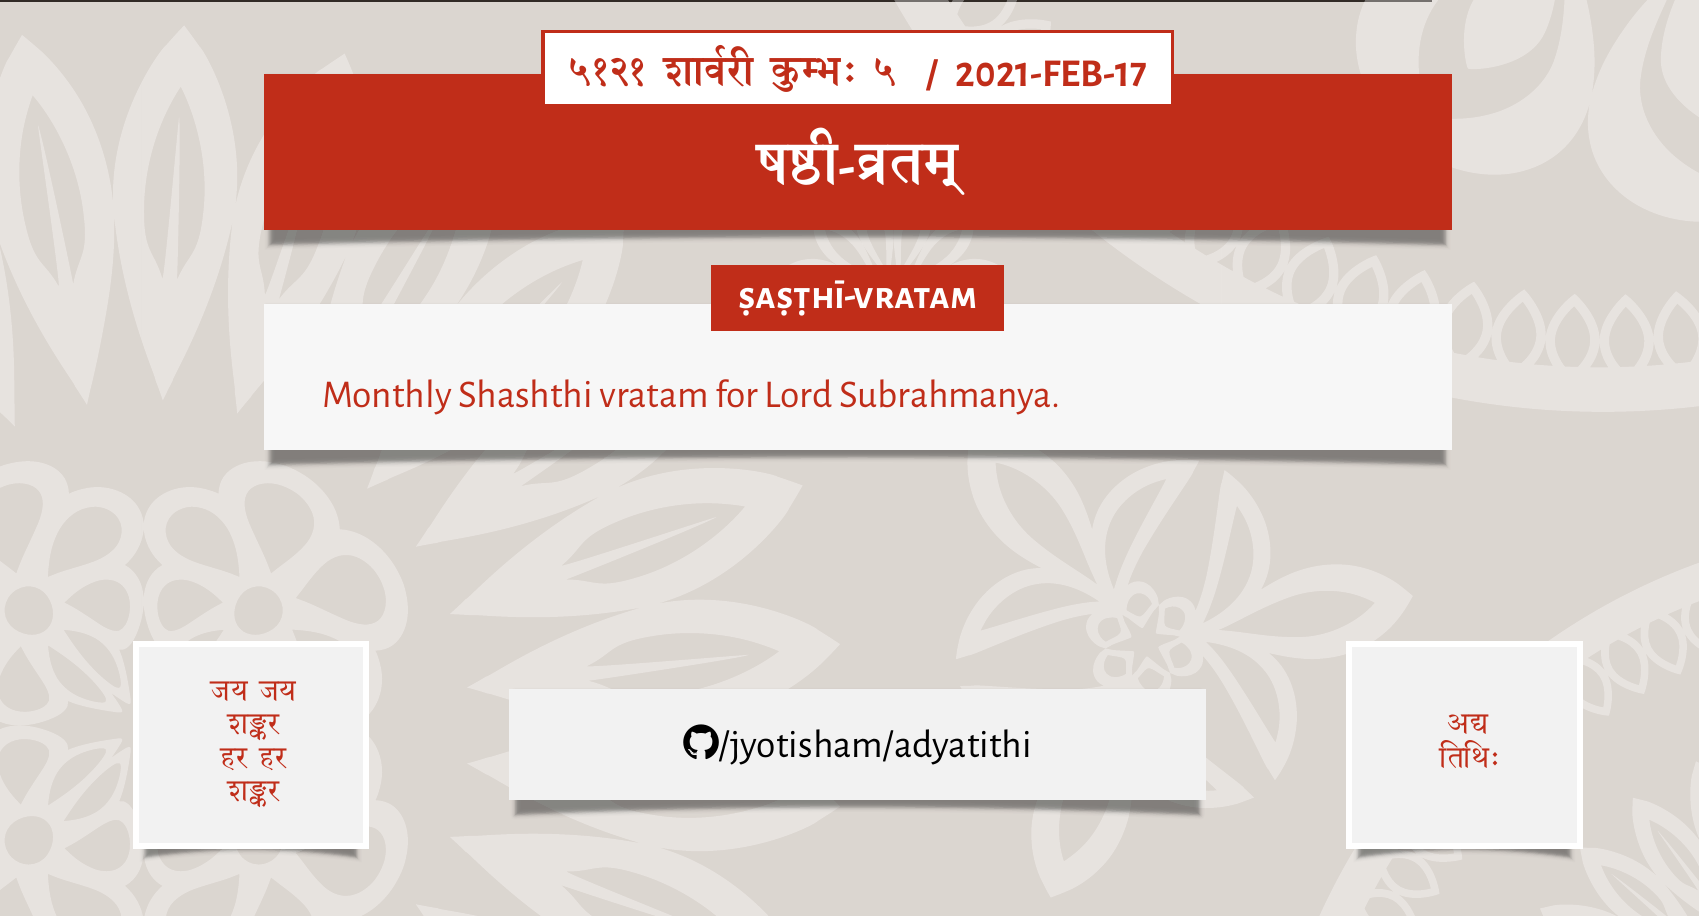 ५१२१ शार्वरी कुम्भः ५ / 2021-FEB-17
षष्ठी-व्रतम्
ṢAṢṬHĪ-VRATAM
Monthly Shashthi vratam for Lord Subrahmanya.
जय जय
शङ्कर
हर हर
शङ्कर
/jyotisham/adyatithi
अद्य
तिथिः